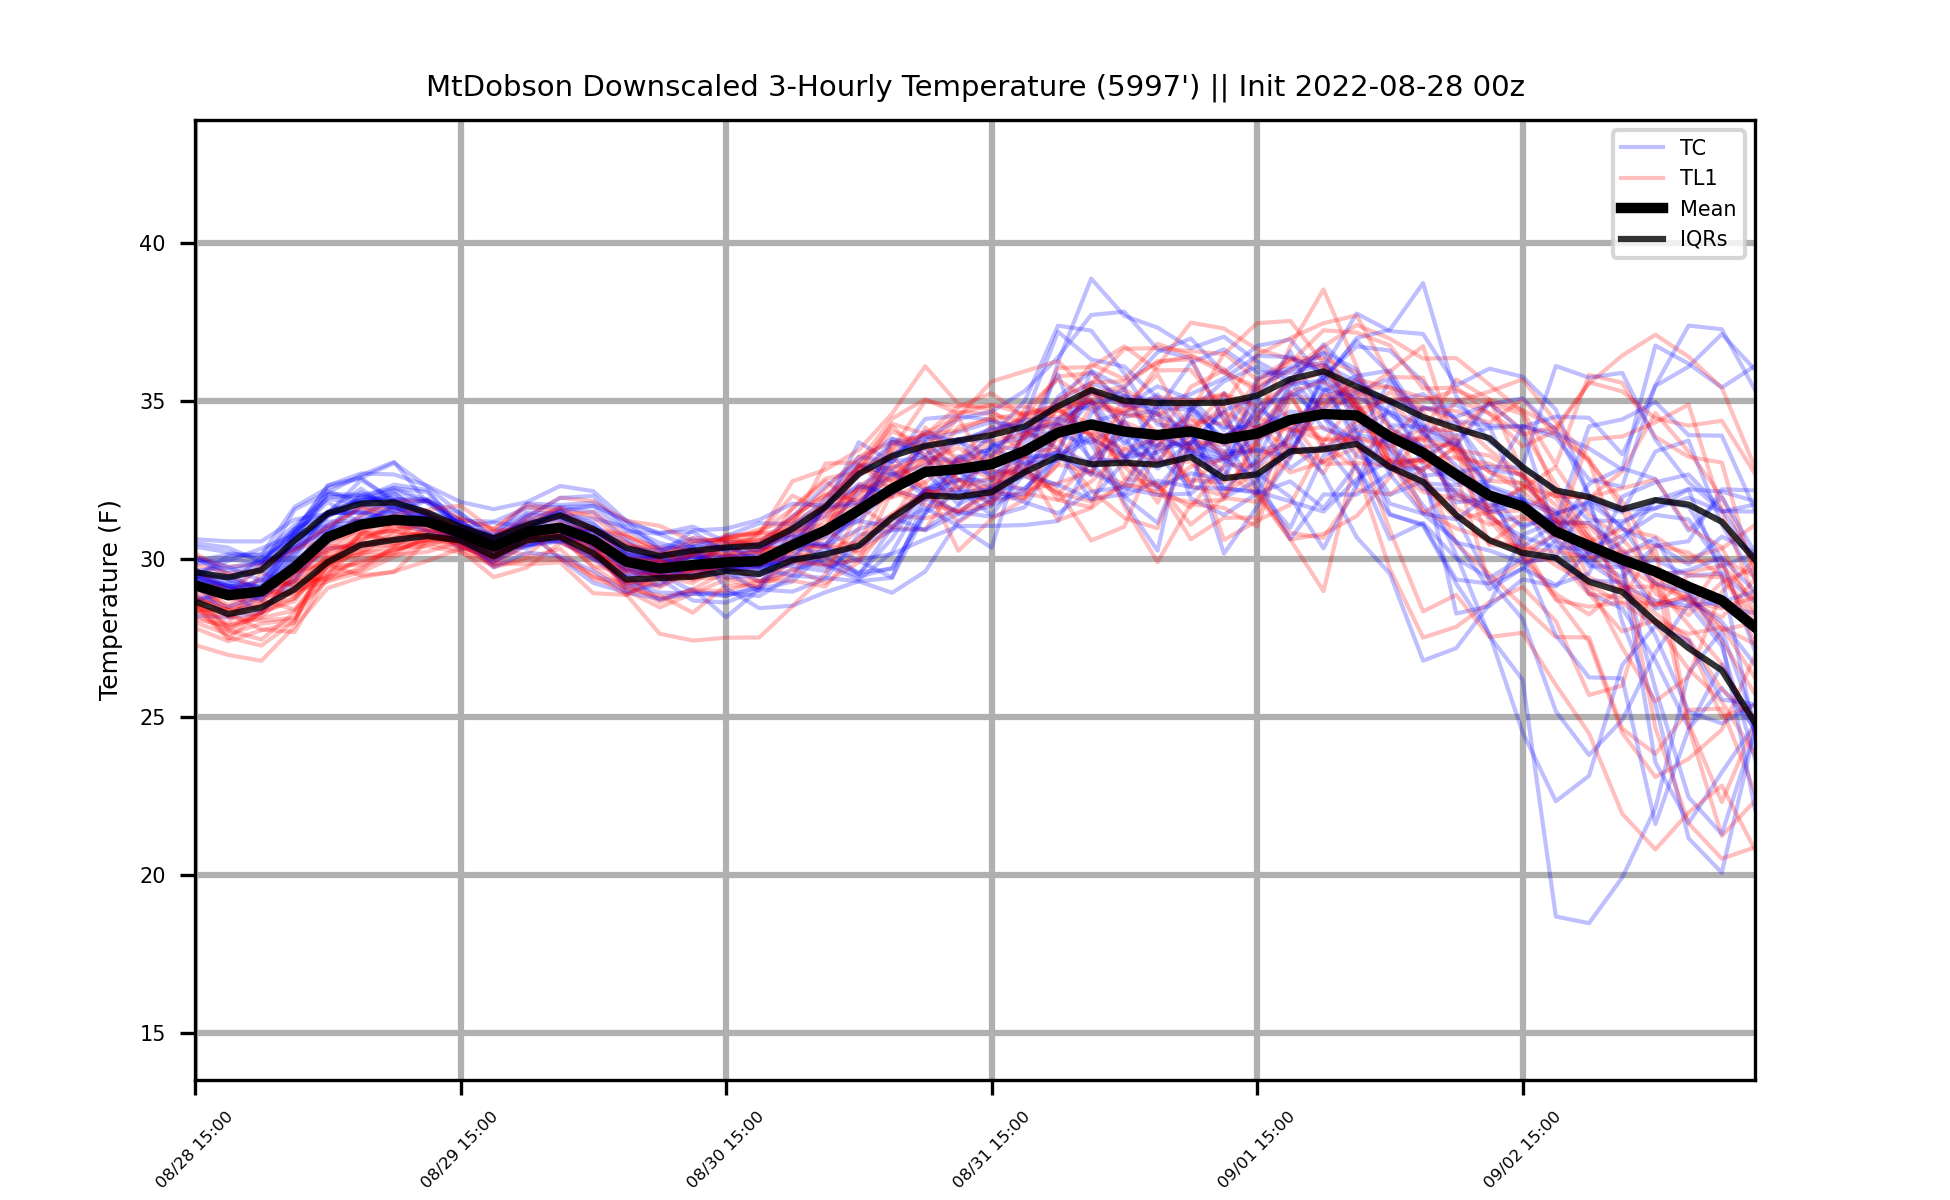 MtDobson Downscaled 3-Hourly Temperature (5997') || Init 2022-08-28 00z
TC
TL1
Mean
IQRs
Temperature (F)
40
35
30
25
20
15
08/28 15:00
08/29 15:00
08/30 15:00
08/31 15:00
09/01 15:00
09/02 15:00